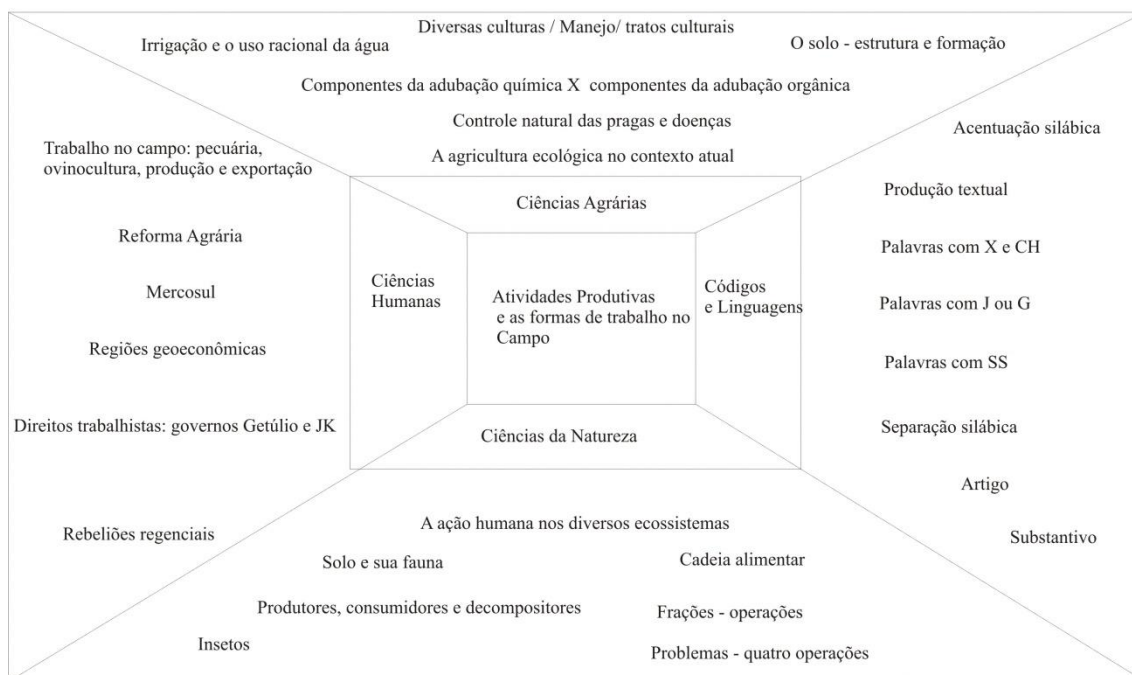 Diversas culturas / Manejo/ tratos culturais
Irrigação e o uso racional da água
O solo - estrutura e formação
Componentes da adubação química X componentes da adubação orgânica
Controle natural das pragas e doenças
A agricultura ecológica no contexto atual
Trabalho no campo: pecuária,
ovinocultura, produção e exportação
Reforma Agrária
Mercosul
Regiões geoeconômicas
Direitos trabalhistas: governos Getúlio e JK
Rebeliões regenciais
Ciências Agrárias
Ciências
Humanas
Atividades Produtivas
e as formas de trabalho no
Campo
Códigos
e Linguagens
Ciências da Natureza
Acentuação silábica
Produção textual
Palavras com X e CH
Palavras com J ou G
Palavras com SS
Separação silábica
Artigo
Substantivo
A ação humana nos diversos ecossistemas
Solo e sua fauna
Cadeia alimentar
Produtores, consumidores e decompositores
Frações - operações
Insetos
Problemas - quatro operações